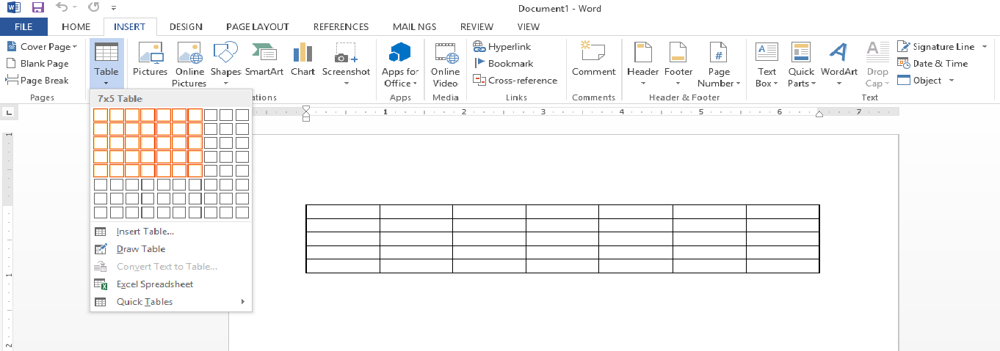 Document1 - Word
FILE HOME INSERT DESIGN PAGE LAYOUT REFERENCES MAIL NGS REVIEW VIEW
Cover Page
Blank Page
Page Break
Pages
Table
Pictures
Online Pictures
Shapes
SmartArt
Chart
Screenshot
ations
Apps for Office
Apps
Online Video
Media
Hyperlink
Bookmark
Cross-reference
Links
Comment
Comments
Header
Footer
Page Number
Header & Footer
Text Box
Quick Parts
WordArt
Drop Cap
Signature Line
Date & Time
Object
Text
7x5 Table
Insert Table...
Draw Table
Convert Text to Table...
Excel Spreadsheet
Quick Tables
1 2 3 4 5 6 7
1
1
2